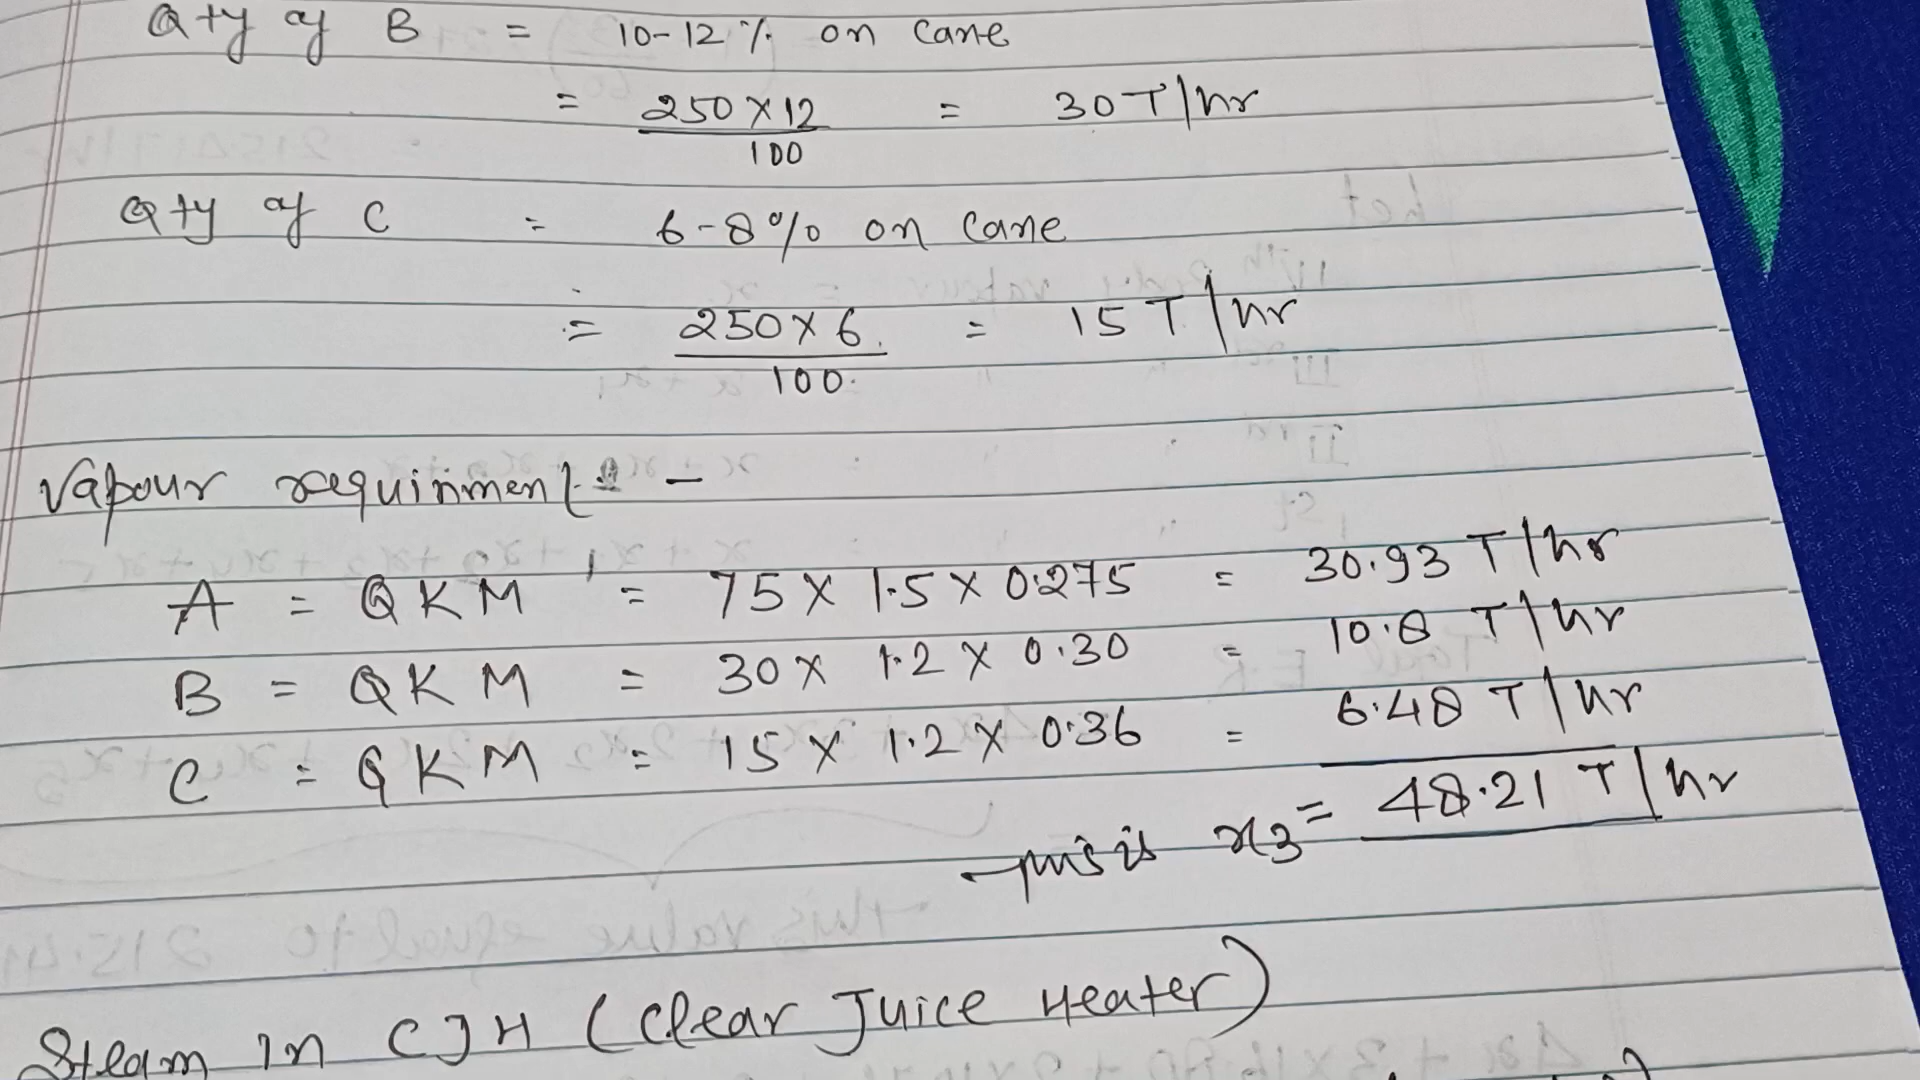 Qty of B = 10-12% on cane
= 250 X 12 / 100 = 30 T/hr
Qty of C = 6-8% on cane
= 250 X 6 / 100 = 15 T/hr
Vapour requinment -
A = QKM = 75 X 1.5 X 0.275 = 30.93 T/hr
B = QKM = 30 X 1.2 X 0.30 = 10.8 T/hr
C = QKM = 15 X 1.2 X 0.36 = 6.48 T/hr
this is x3 = 48.21 T/hr
Steam in CJH (Clear Juice Heater)